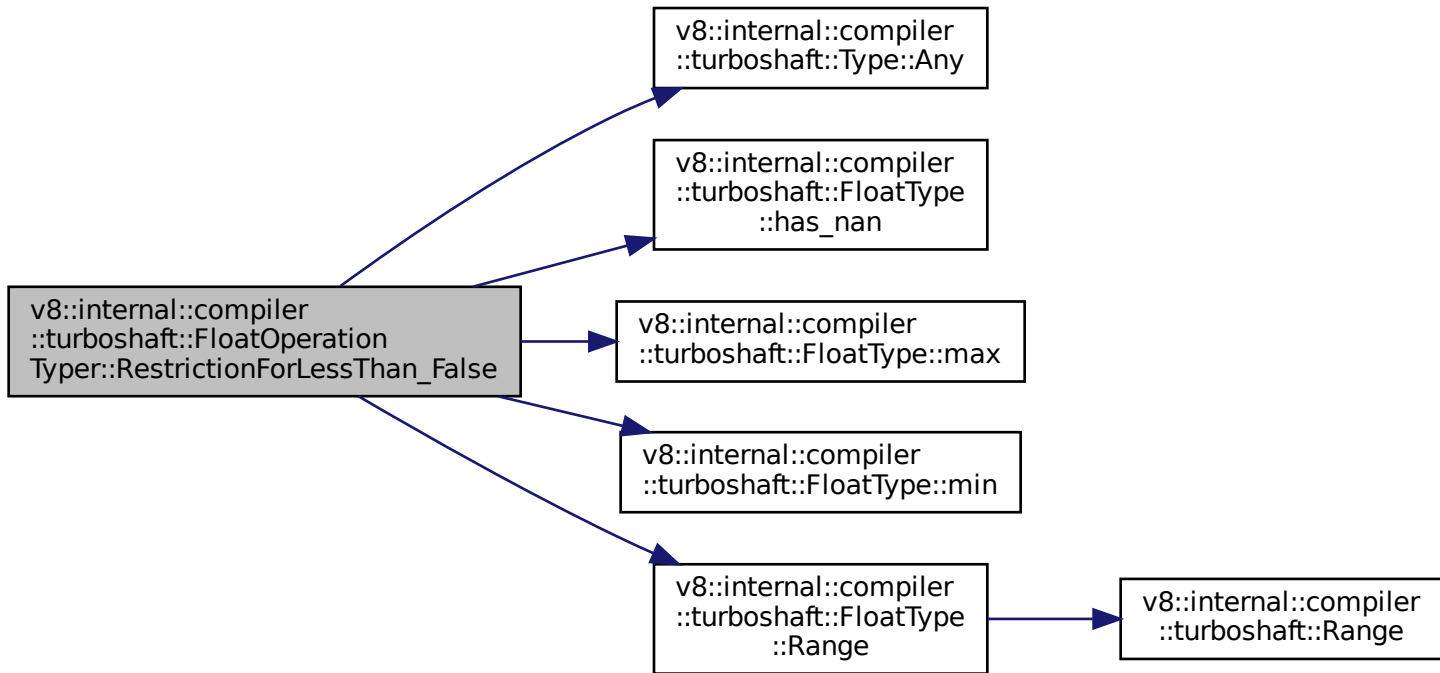 v8::internal::compiler
::turboshaft::Type::Any
v8::internal::compiler
::turboshaft::FloatType
::has_nan
v8::internal::compiler
::turboshaft::FloatOperation
Typer::RestrictionForLessThan_False
v8::internal::compiler
::turboshaft::FloatType::max
v8::internal::compiler
::turboshaft::FloatType::min
v8::internal::compiler
::turboshaft::FloatType
::Range
v8::internal::compiler
::turboshaft::Range